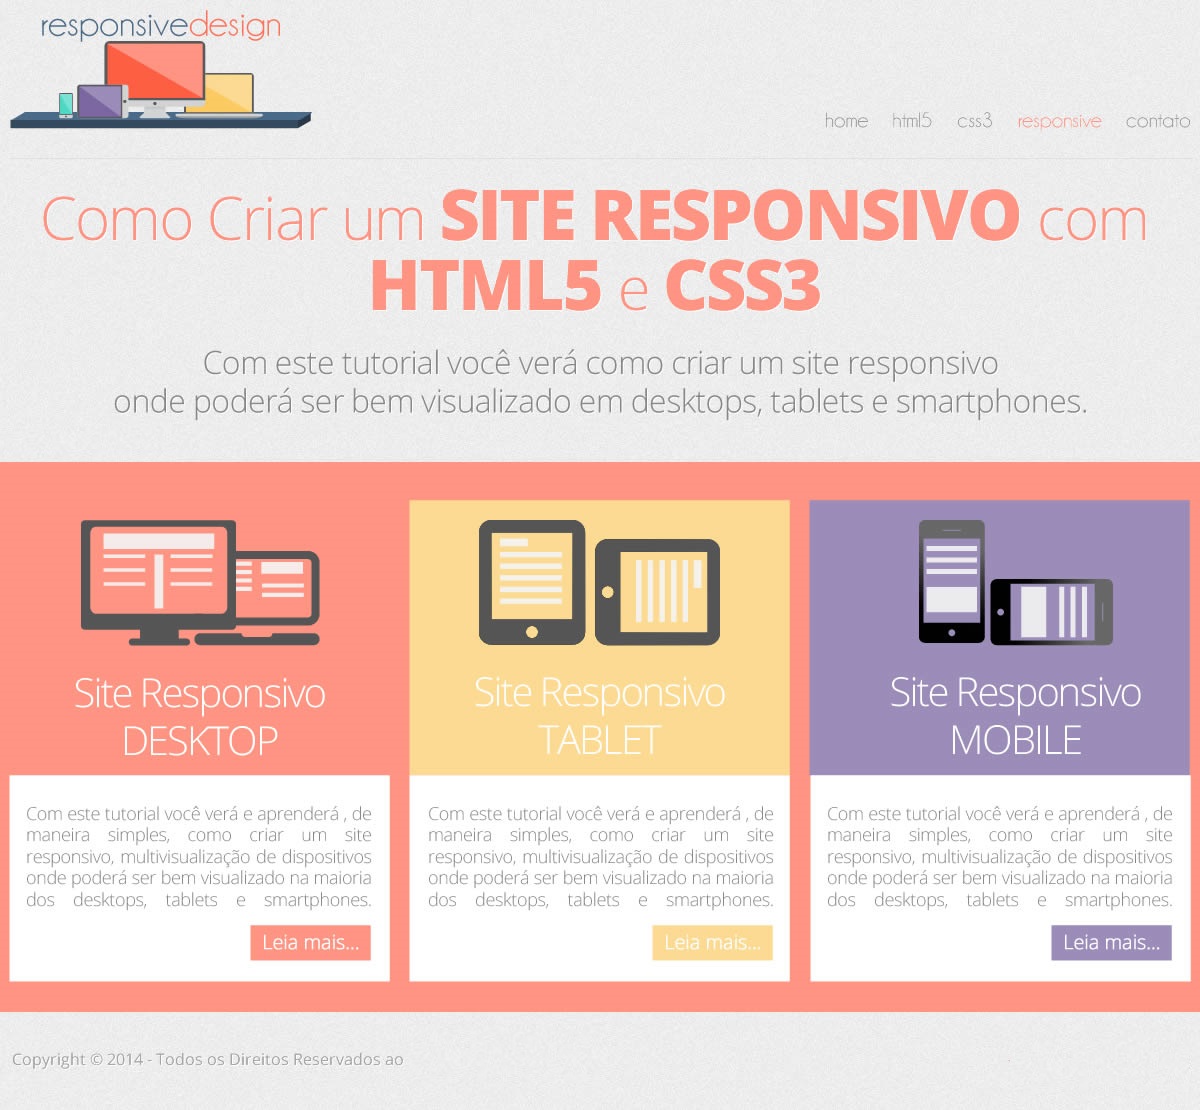 responsivedesign
home html5 css3 responsive contato
Como Criar um SITE RESPONSIVO com
HTML5 e CSS3
Com este tutorial você verá como criar um site responsivo
onde poderá ser bem visualizado em desktops, tablets e smartphones.
Site Responsivo
DESKTOP
Com este tutorial você verá e aprenderá , de
maneira simples, como criar um site
responsivo, multivisualização de dispositivos
onde poderá ser bem visualizado na maioria
dos desktops, tablets e smartphones.
Leia mais...
Site Responsivo
TABLET
Com este tutorial você verá e aprenderá , de
maneira simples, como criar um site
responsivo, multivisualização de dispositivos
onde poderá ser bem visualizado na maioria
dos desktops, tablets e smartphones.
Leia mais...
Site Responsivo
MOBILE
Com este tutorial você verá e aprenderá , de
maneira simples, como criar um site
responsivo, multivisualização de dispositivos
onde poderá ser bem visualizado na maioria
dos desktops, tablets e smartphones.
Leia mais...
Copyright © 2014 - Todos os Direitos Reservados ao